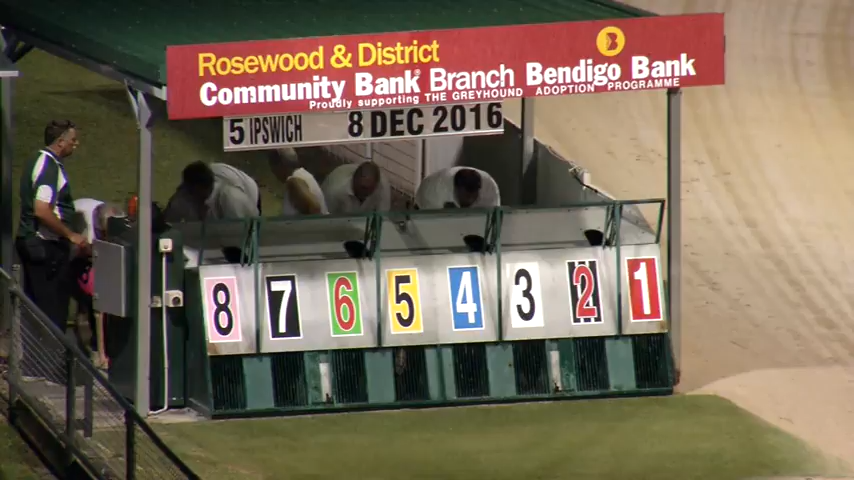 Rosewood & District
Community Bank® Branch Bendigo Bank
Proudly supporting THE GREYHOUND ADOPTION PROGRAMME
5 IPSWICH 8 DEC 2016
8 7 6 5 4 3 2 1